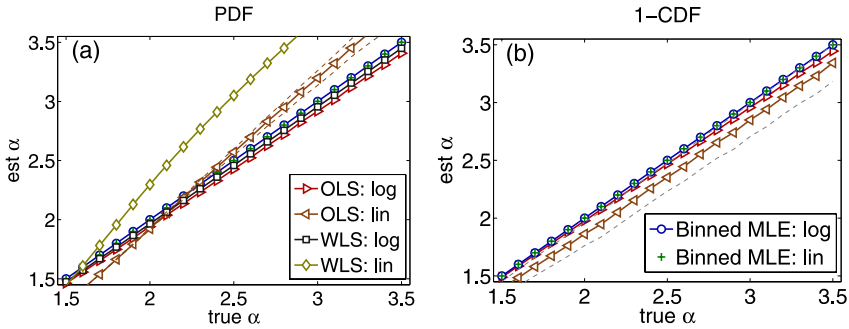 PDF
(a)
3.5
3
2.5
2
1.5
est α
1.5
2
2.5
3
3.5
true α
OLS: log
OLS: lin
WLS: log
WLS: lin
1−CDF
(b)
3.5
3
2.5
2
1.5
est α
1.5
2
2.5
3
3.5
true α
Binned MLE: log
Binned MLE: lin